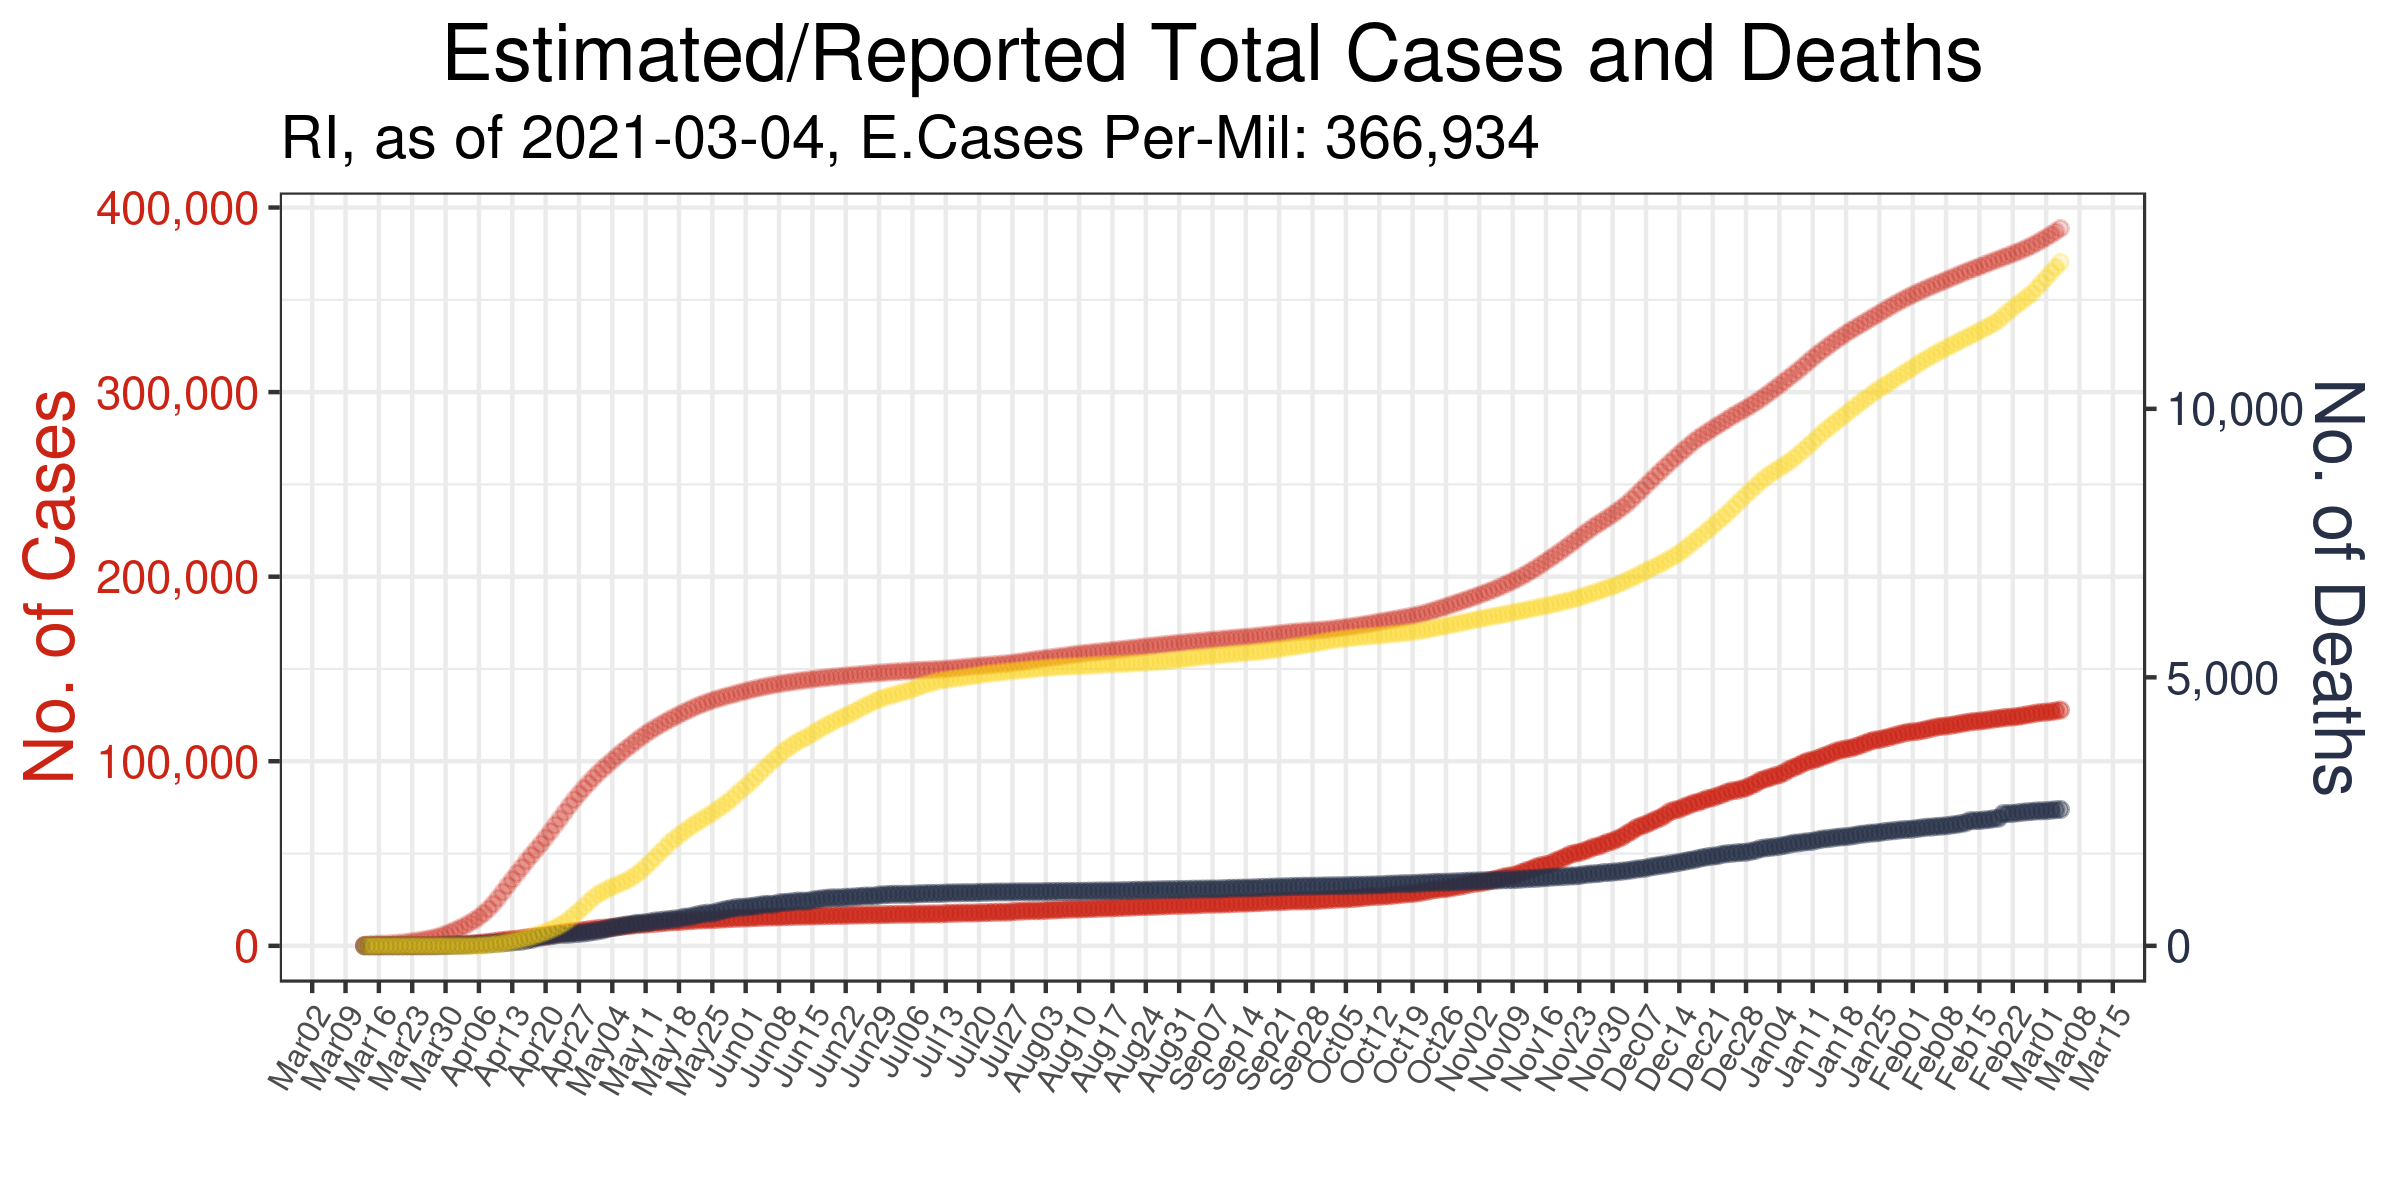 Estimated/Reported Total Cases and Deaths
RI, as of 2021-03-04, E.Cases Per-Mil: 366,934
No. of Cases
400,000
300,000
200,000
100,000
0
10,000
5,000
0
No. of Deaths
Mar02
Mar09
Mar16
Mar23
Mar30
Apr06
Apr13
Apr20
Apr27
May04
May11
May18
May25
Jun01
Jun08
Jun15
Jun22
Jun29
Jul06
Jul13
Jul20
Jul27
Aug03
Aug10
Aug17
Aug24
Aug31
Sep07
Sep14
Sep21
Sep28
Oct05
Oct12
Oct19
Oct26
Nov02
Nov09
Nov16
Nov23
Nov30
Dec07
Dec14
Dec21
Dec28
Jan04
Jan11
Jan18
Jan25
Feb01
Feb08
Feb15
Feb22
Mar01
Mar08
Mar15